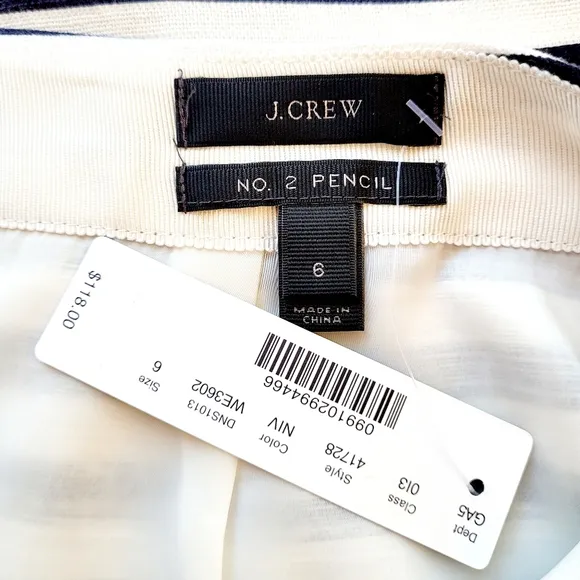 J.CREW
NO. 2 PENCIL
6
MADE IN
CHINA
Dept
GA5
Class
013
Style
41728
Color
NIV
DNS1013
WE3602
Size
6
0991029944466
$118.00